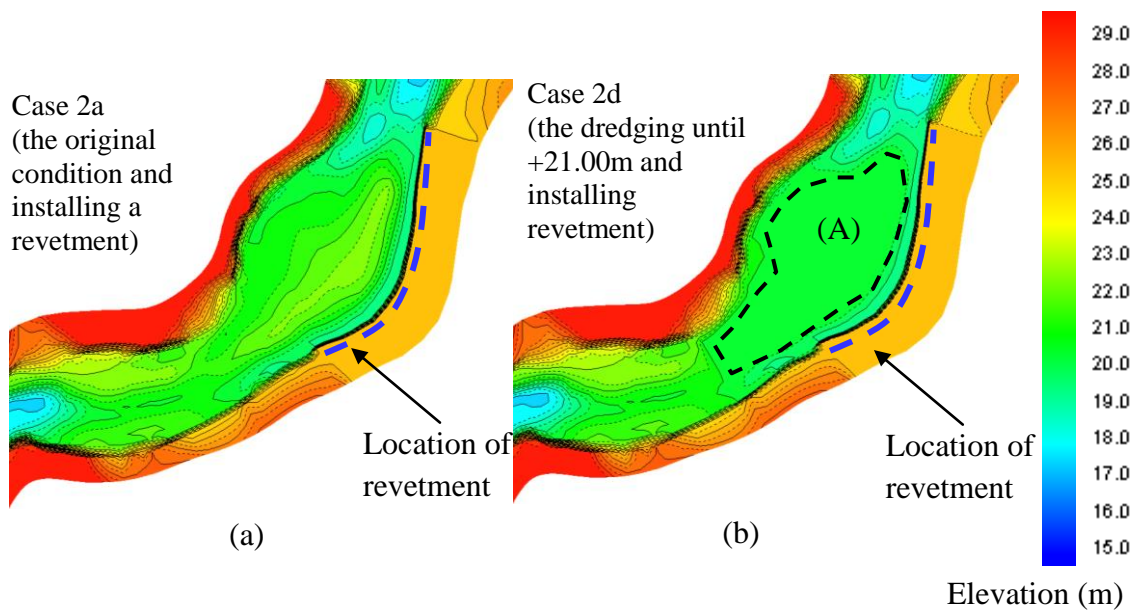 Case 2a
(the original
condition and
installing a
revetment)
Location of
revetment
(a)
Case 2d
(the dredging until
+21.00m and
installing
revetment)
(A)
Location of
revetment
(b)
29.0
28.0
27.0
26.0
25.0
24.0
23.0
22.0
21.0
20.0
19.0
18.0
17.0
16.0
15.0
Elevation (m)